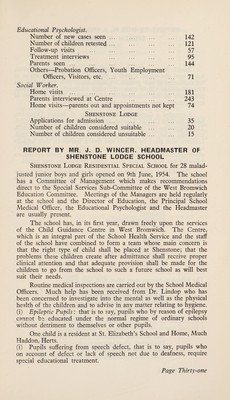 Educational Psychologist.
Number of new cases seen ... 142
Number of children retested ... 121
Follow-up visits ... 57
Treatment interviews ... 95
Parents seen ... 144
Others—Probation Officers, Youth Employment
Officers, Visitors, etc. ... 71
Social Worker.
Home visits ... 181
Parents interviewed at Centre ... 243
Home visits—parents out and appointments not kept 74
SHENSTONE LODGE
Applications for admission ... 35
Number of children considered suitable ... 20
Number of children considered unsuitable ... 15
REPORT BY MR. J. D. WINCER. HEADMASTER OF
SHENSTONE LODGE SCHOOL
SHENSTONE LODGE RESIDENTIAL SPECIAL SCHOOL for 28 malad-
justed junior boys and girls opened on 9th June, 1954. The school
has a Committee of Management which makes recommendations
direct to the Special Services Sub-Committee of the West Bromwich
Education Committee. Meetings of the Managers are held regularly
at the school and the Director of Education, the Principal School
Medical Officer, the Educational Psychologist and the Headmaster
are usually present.
The school has, in its first year, drawn freely upon the services
of the Child Guidance Centre in West Bromwich. The Centre,
which is an integral part of the School Health Service and the staff
of the school have combined to form a team whose main concern is
that the right type of child shall be placed at Shenstone; that the
problems these children create after admittance shall receive proper
clinical attention and that adequate provision shall be made for the
children to go from the school to such a future school as will best
suit their needs.
Routine medical inspections are carried out by the School Medical
Officers. Much help has been received from Dr. Lindop who has
been concerned to investigate into the mental as well as the physical
health of the children and to advise in any matter relating to hygiene.
(i) Epileptic Pupils: that is to say, pupils who by reason of epilepsy
cannot be educated under the normal regime of ordinary schools
without detriment to themselves or other pupils.
One child is a resident at St. Elizabeth's School and Home, Much
Haddon, Herts.
(j) Pupils suffering from speech defect, that is to say, pupils who
on account of defect or lack of speech not due to deafness, require
special educational treatment.
Page Thirty-one